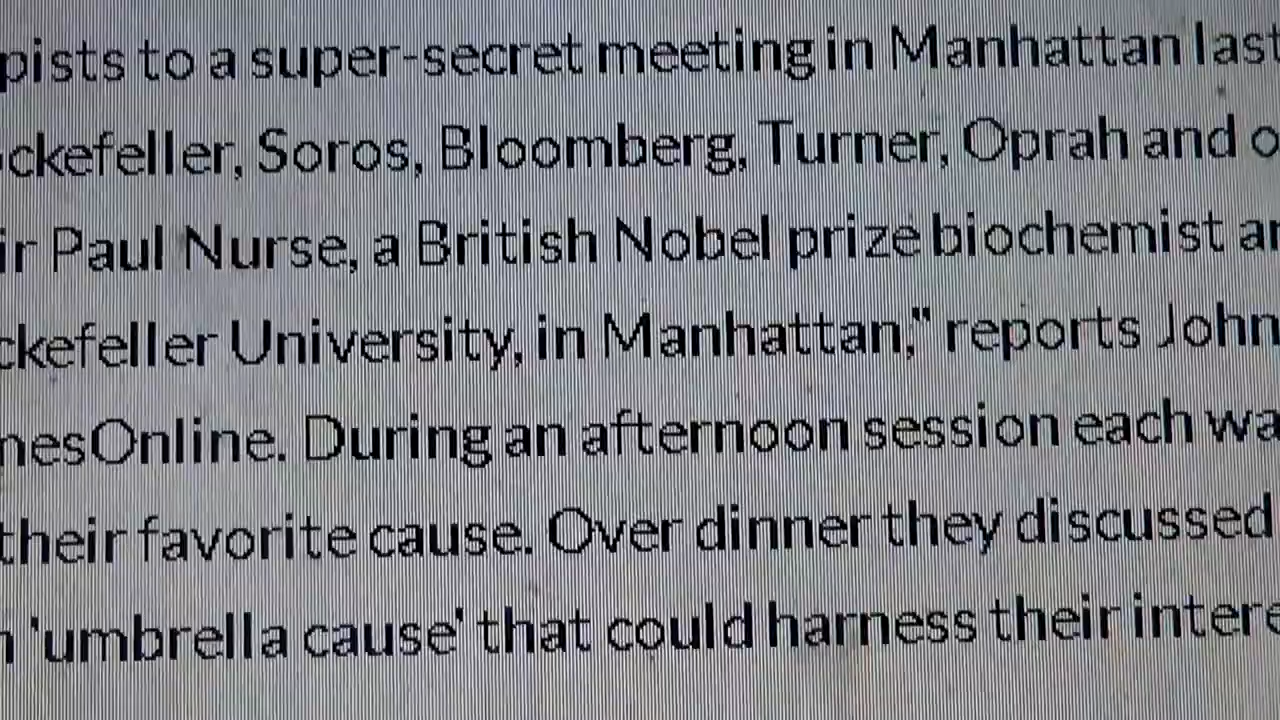 pists to a super-secret meeting in Manhattan last
ckefeller, Soros, Bloomberg, Turner, Oprah and o
ir Paul Nurse, a British Nobel prize biochemist an
ckefeller University, in Manhattan," reports John
nesOnline. During an afternoon session each wa
their favorite cause. Over dinner they discussed
n 'umbrella cause' that could harness their intere